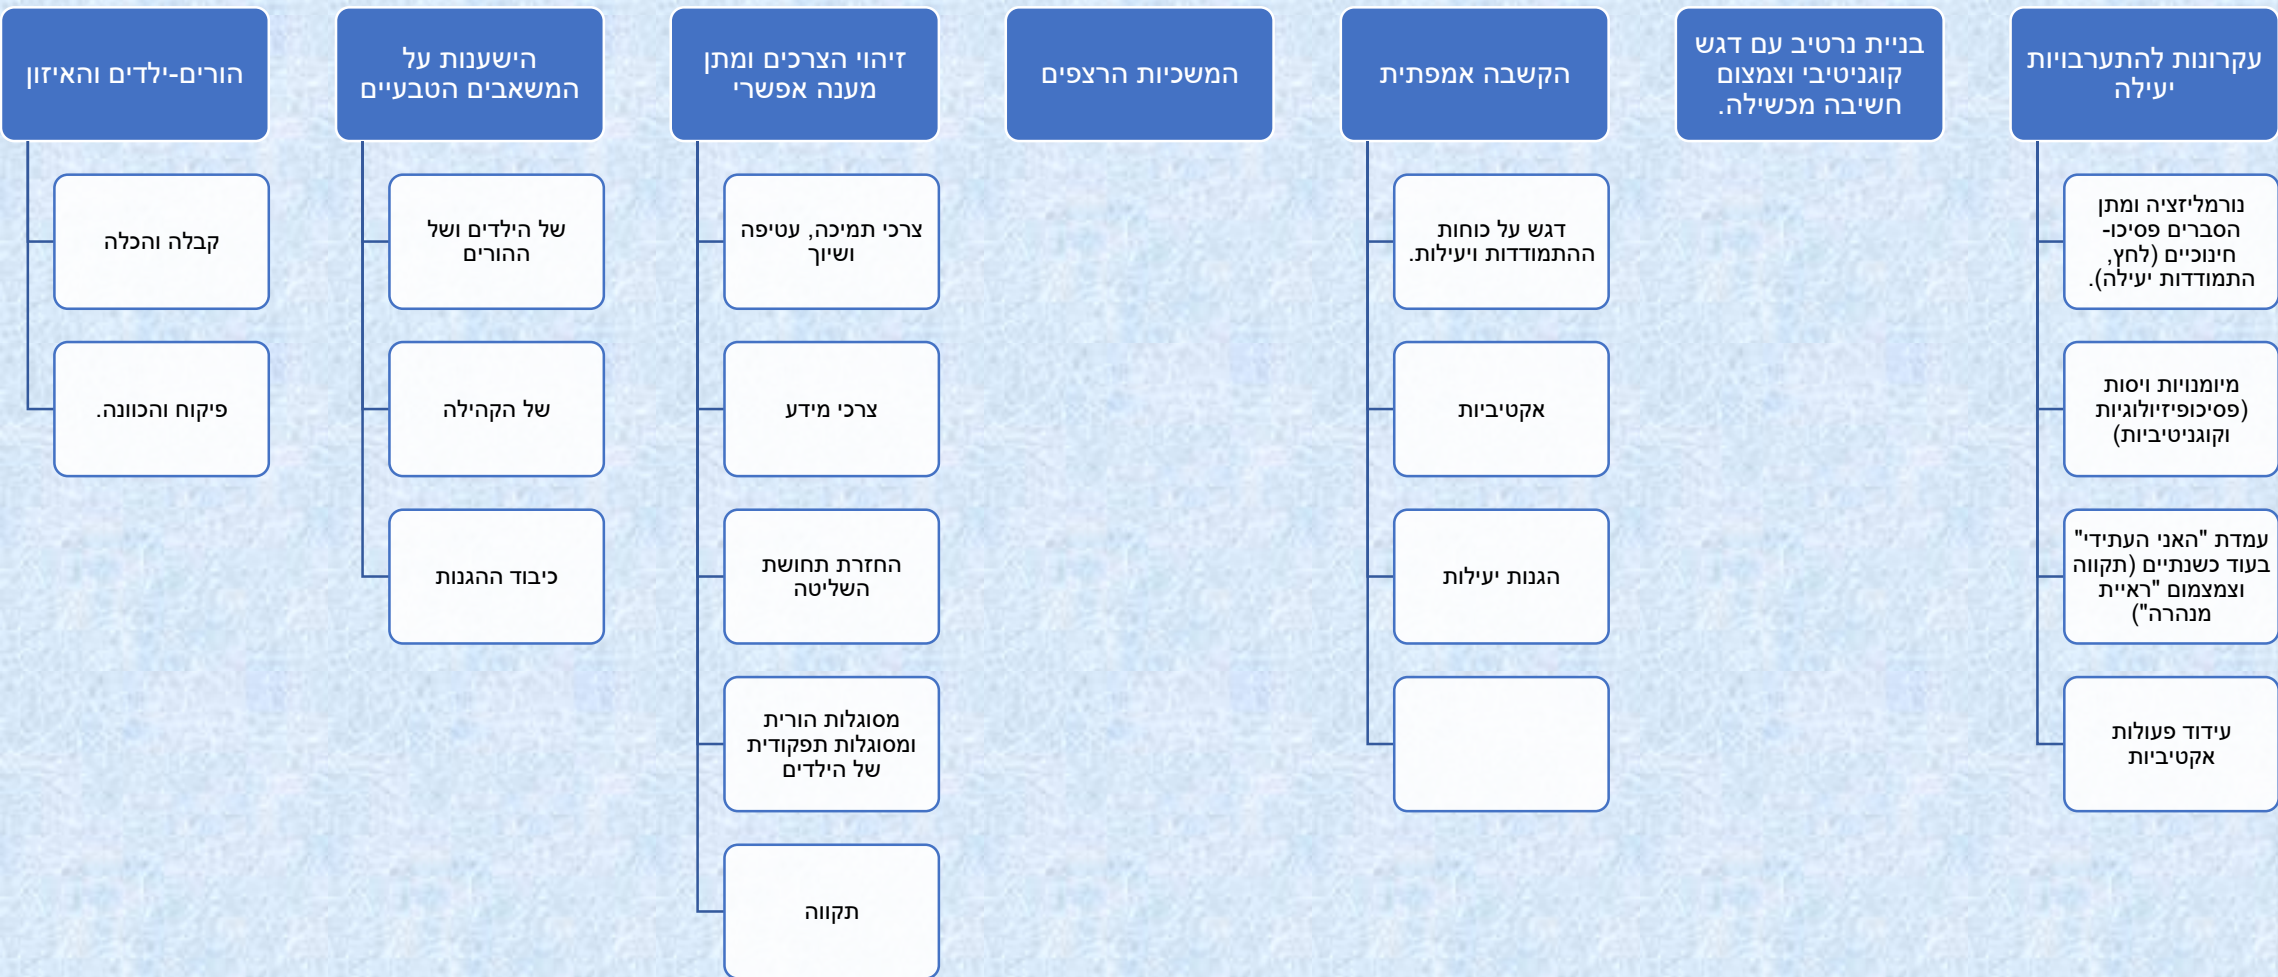 עקרונות להתערבויות
יעילה
נורמליזציה ומתן
הסברים פסיכו-
חינוכיים (לחץ,
התמודדות יעילה).
מיומנויות ויסות
(פסיכופיזיולוגיות
וקוגניטיביות)
עמדת "האני העתידי"
בעוד כשנתיים (תקווה
וצמצמום "ראיית
מנהרה")
עידוד פעולות
אקטיביות
בניית נרטיב עם דגש
קוגניטיבי וצמצום
חשיבה מכשילה.
הקשבה אמפתית
דגש על כוחות
ההתמודדות ויעילות.
אקטיביות
הגנות יעילות
המשכיות הרצפים
זיהוי הצרכים ומתן
מענה אפשרי
צרכי תמיכה, עטיפה
ושיוך
צרכי מידע
החזרת תחושת
השליטה
מסוגלות הורית
ומסוגלות תפקודית
של הילדים
תקווה
הישענות על
המשאבים הטבעיים
של הילדים ושל
ההורים
של הקהילה
כיבוד ההגנות
הורים-ילדים והאיזון
קבלה והכלה
פיקוח והכוונה.